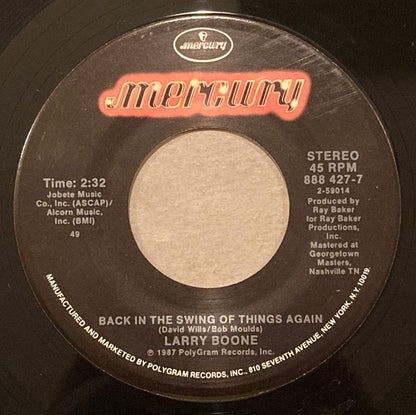 mercury
mercury
Time: 2:32
Jobete Music
Co., Inc. (ASCAP)/
Alcorn Music,
Inc. (BMI)
49
STEREO
45 RPM
888 427-7
2-59014
Produced by
Ray Baker
for Ray Baker
Productions,
Inc.
Mastered at
Georgetown
Masters,
Nashville TN
BACK IN THE SWING OF THINGS AGAIN
(David Wills/Bob Moulds)
LARRY BOONE
℗ 1987 PolyGram Records, Inc.
MANUFACTURED AND MARKETED BY POLYGRAM RECORDS, INC., 810 SEVENTH AVENUE, NEW YORK, N.Y. 10019